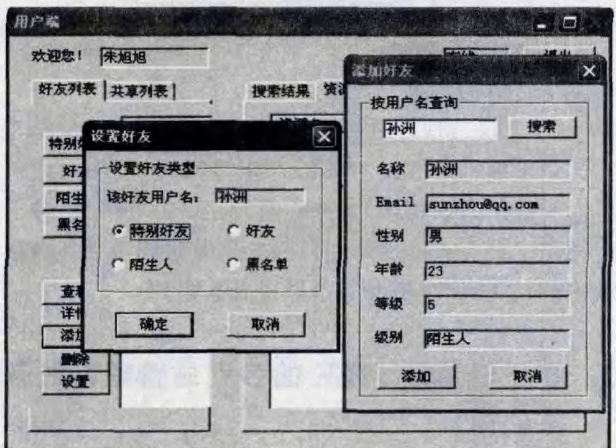 用户端
欢迎您！ 朱旭旭
好友列表 共享列表
搜索结果
设置好友
设置好友类型
该好友用户名： 孙洲
特别好友 好友
陌生人 黑名单
确定 取消
删除
设置
添加好友
按用户名查询
孙洲 搜索
名称 孙洲
Email sunzhou@qq.com
性别 男
年龄 23
等级 5
级别 陌生人
添加 取消